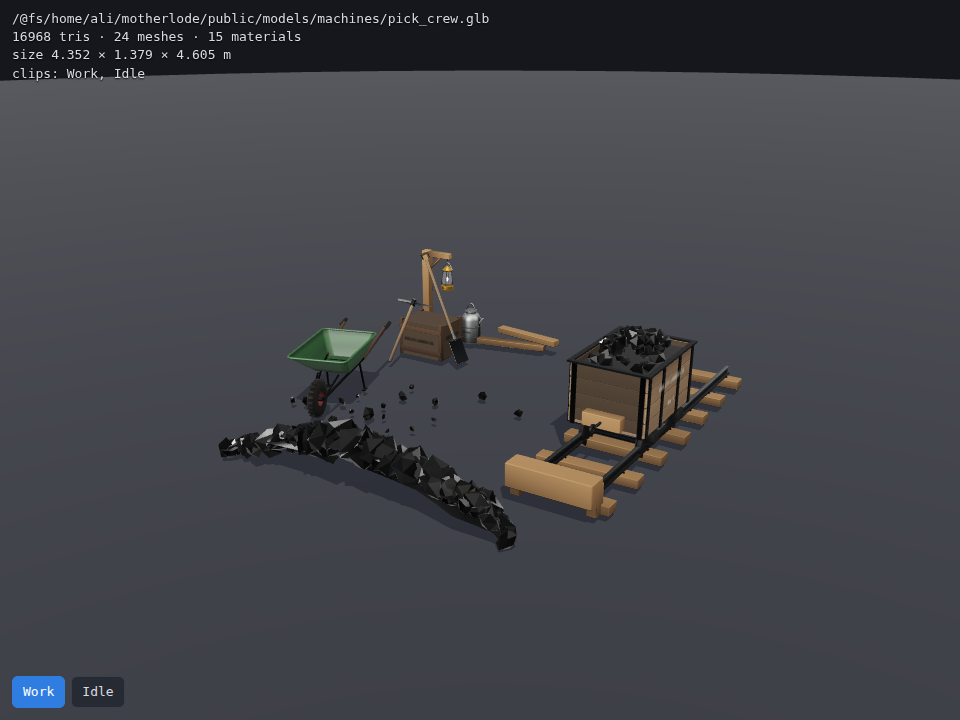 /@fs/home/ali/motherlode/public/models/machines/pick_crew.glb
16968 tris · 24 meshes · 15 materials
size 4.352 × 1.379 × 4.605 m
clips: Work, Idle
Work
Idle